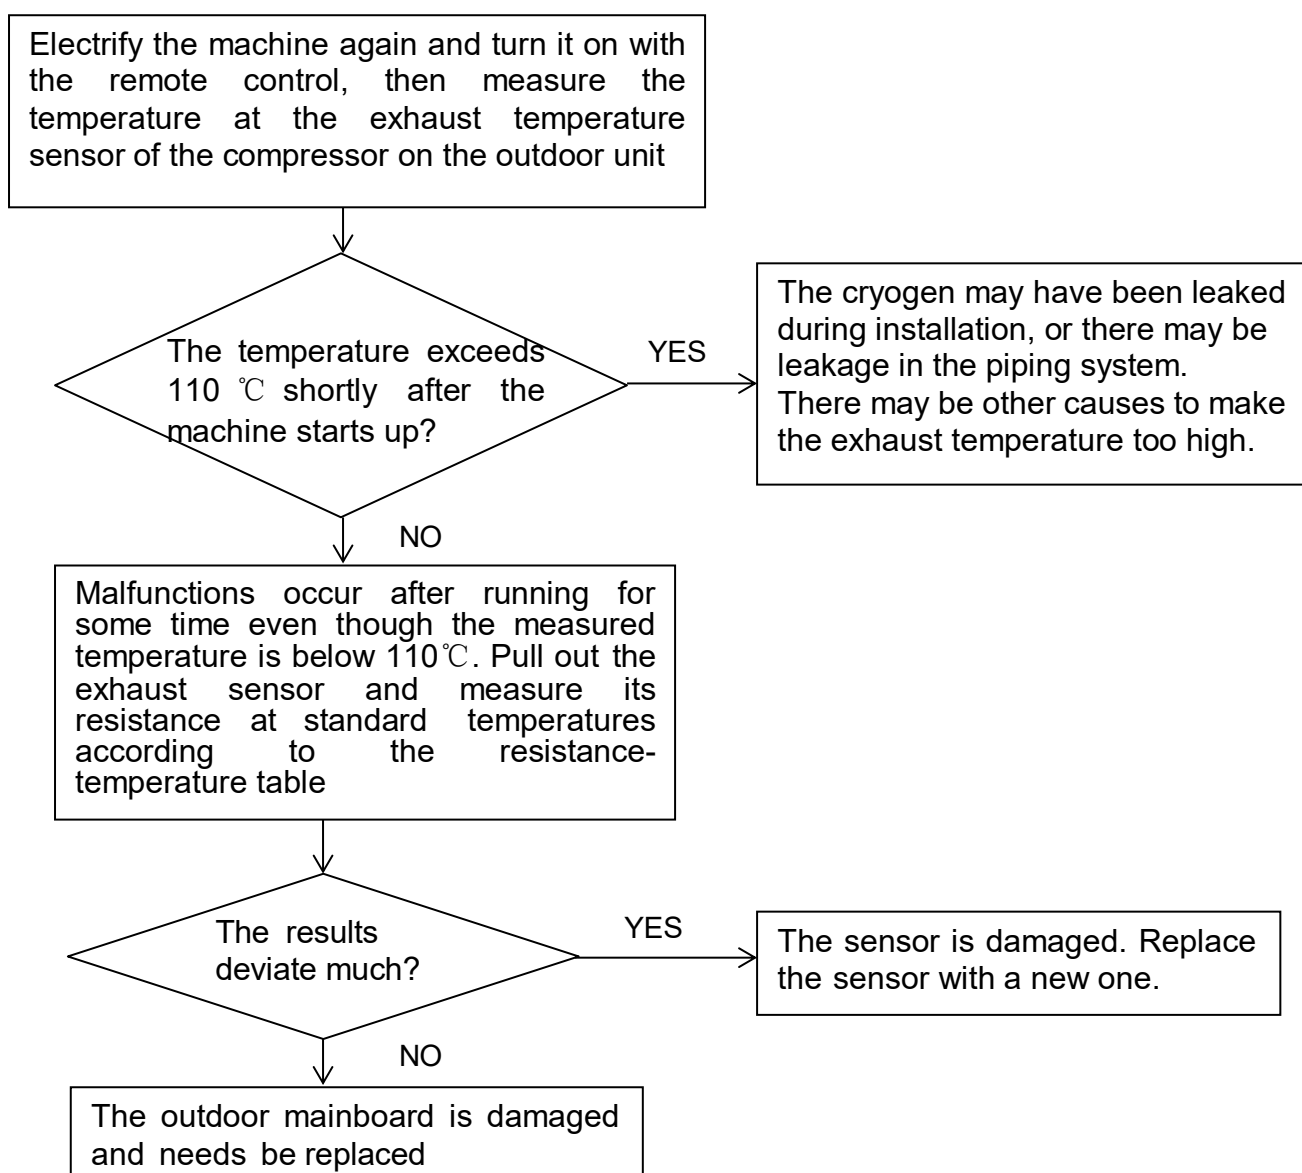 Electrify the machine again and turn it on with
the remote control, then measure the
temperature at the exhaust temperature
sensor of the compressor on the outdoor unit
The temperature exceeds
110 ℃ shortly after the
machine starts up?
YES
The cryogen may have been leaked
during installation, or there may be
leakage in the piping system.
There may be other causes to make
the exhaust temperature too high.
NO
Malfunctions occur after running for
some time even though the measured
temperature is below 110℃. Pull out the
exhaust sensor and measure its
resistance at standard temperatures
according to the resistance-
temperature table
The results
deviate much?
YES
The sensor is damaged. Replace
the sensor with a new one.
NO
The outdoor mainboard is damaged
and needs be replaced